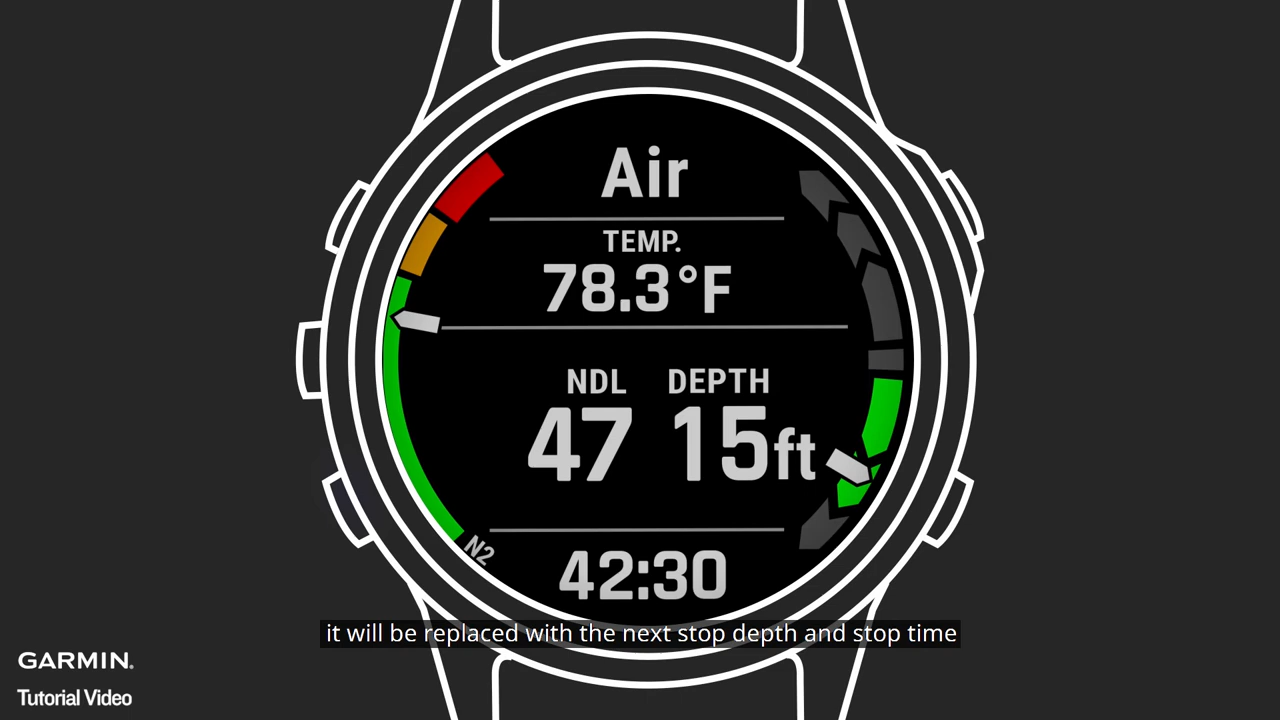 Air
TEMP.
78.3°F
NDL DEPTH
47 15ft
N2
42:30
it will be replaced with the next stop depth and stop time
GARMIN.
Tutorial Video